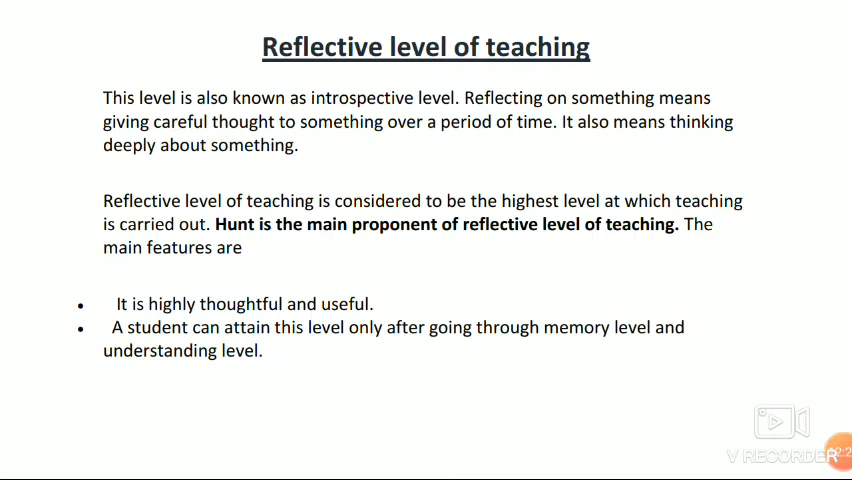 Reflective level of teaching
This level is also known as introspective level. Reflecting on something means
giving careful thought to something over a period of time. It also means thinking
deeply about something.
Reflective level of teaching is considered to be the highest level at which teaching
is carried out. Hunt is the main proponent of reflective level of teaching. The
main features are
• It is highly thoughtful and useful.
• A student can attain this level only after going through memory level and
understanding level.
V RECORDER